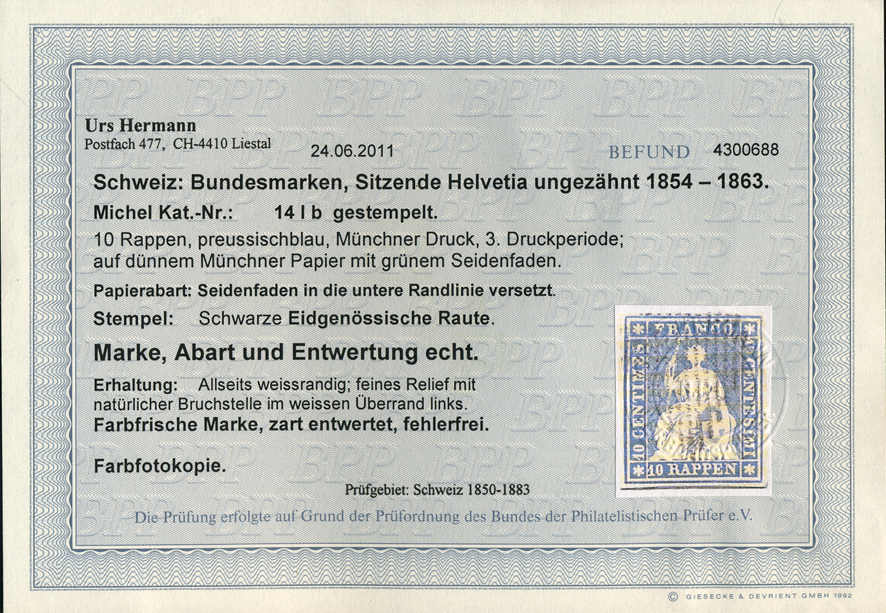 Urs Hermann
Postfach 477, CH-4410 Liestal
24.06.2011 BEFUND 4300688
Schweiz: Bundesmarken, Sitzende Helvetia ungezähnt 1854 – 1863.
Michel Kat.-Nr.: 14 I b gestempelt.
10 Rappen, preussischblau, Münchner Druck, 3. Druckperiode;
auf dünnem Münchner Papier mit grünem Seidenfaden.
Papierabart: Seidenfaden in die untere Randlinie versetzt.
Stempel: Schwarze Eidgenössische Raute.
Marke, Abart und Entwertung echt.
Erhaltung: Allseits weissrandig; feines Relief mit
natürlicher Bruchstelle im weissen Überrand links.
Farbfrische Marke, zart entwertet, fehlerfrei.
Farbfotokopie.
FRANCO
10 CENTIMES
CENTESIMI
10 RAPPEN
BPP
Prüfgebiet: Schweiz 1850-1883
Die Prüfung erfolgte auf Grund der Prüfordnung des Bundes der Philatelistischen Prüfer e.V.
© GIESECKE & DEVRIENT GMBH 1992